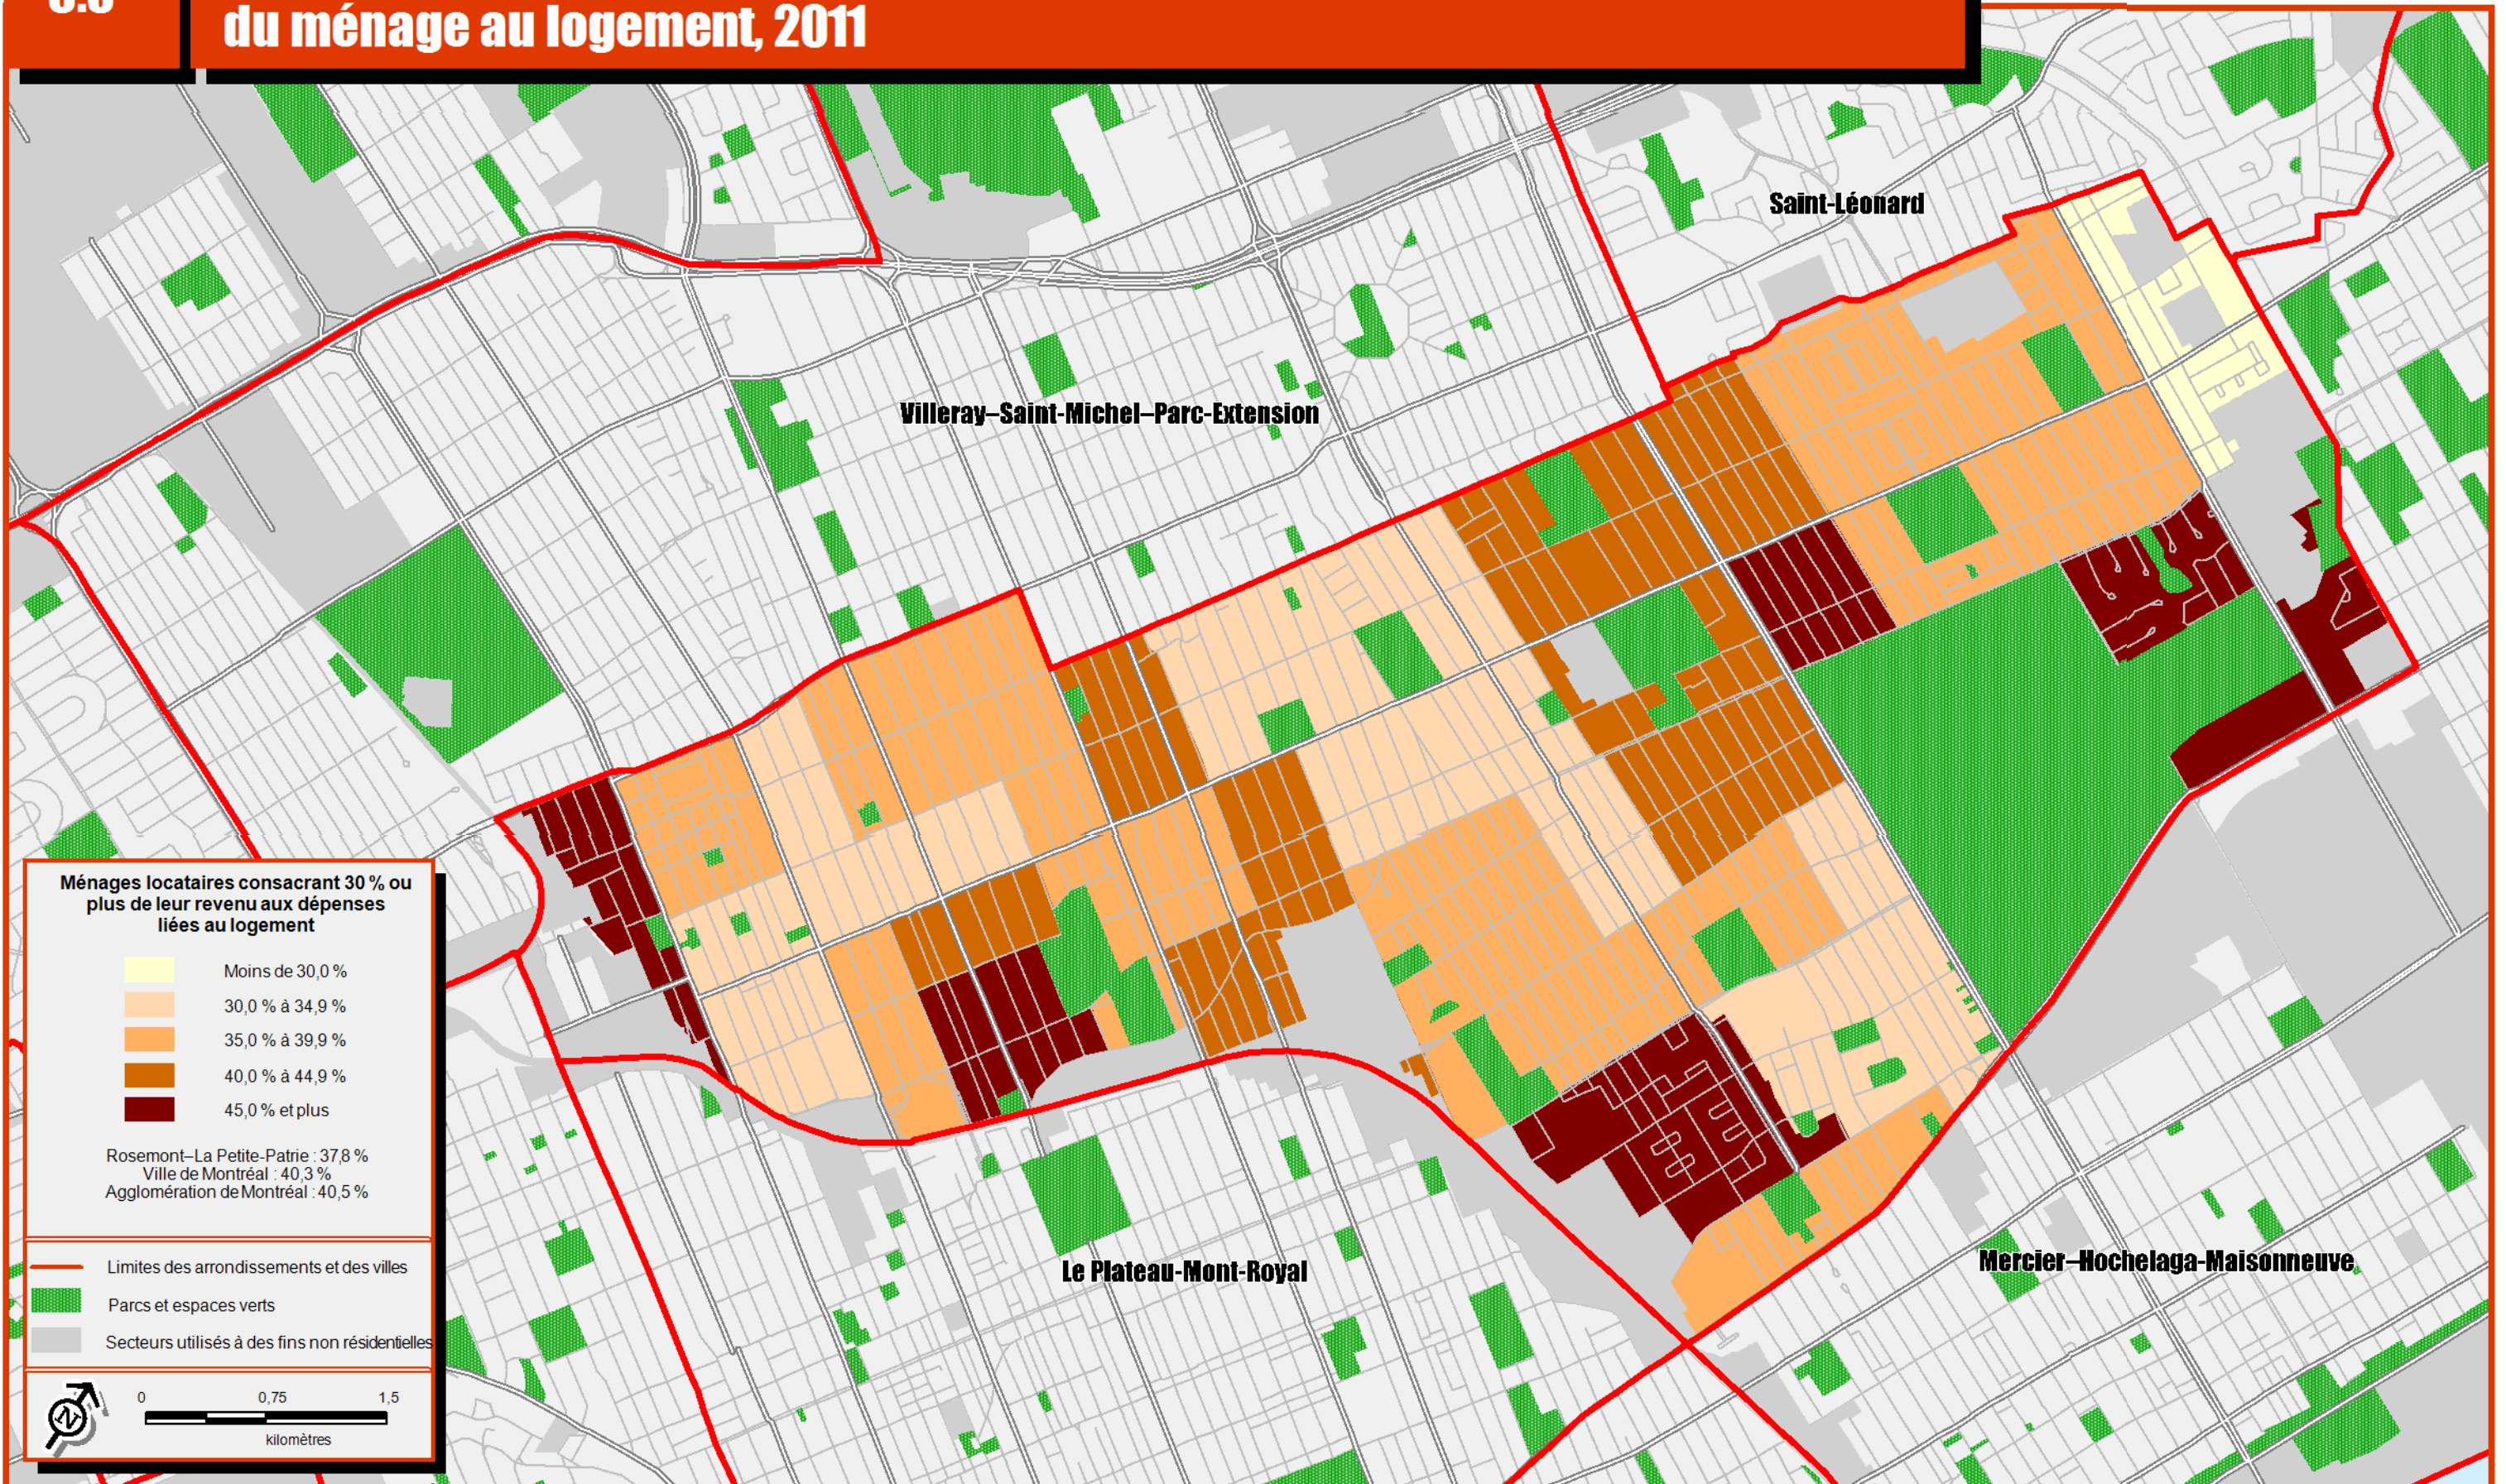 du ménage au logement, 2011
Saint-Léonard
Villeray–Saint-Michel–Parc-Extension
Le Plateau-Mont-Royal
Mercier–Hochelaga-Maisonneuve
Ménages locataires consacrant 30 % ou
plus de leur revenu aux dépenses
liées au logement
Moins de 30,0 %
30,0 % à 34,9 %
35,0 % à 39,9 %
40,0 % à 44,9 %
45,0 % et plus
Rosemont–La Petite-Patrie : 37,8 %
Ville de Montréal : 40,3 %
Agglomération de Montréal : 40,5 %
Limites des arrondissements et des villes
Parcs et espaces verts
Secteurs utilisés à des fins non résidentielles
N
0 0,75 1,5
kilomètres